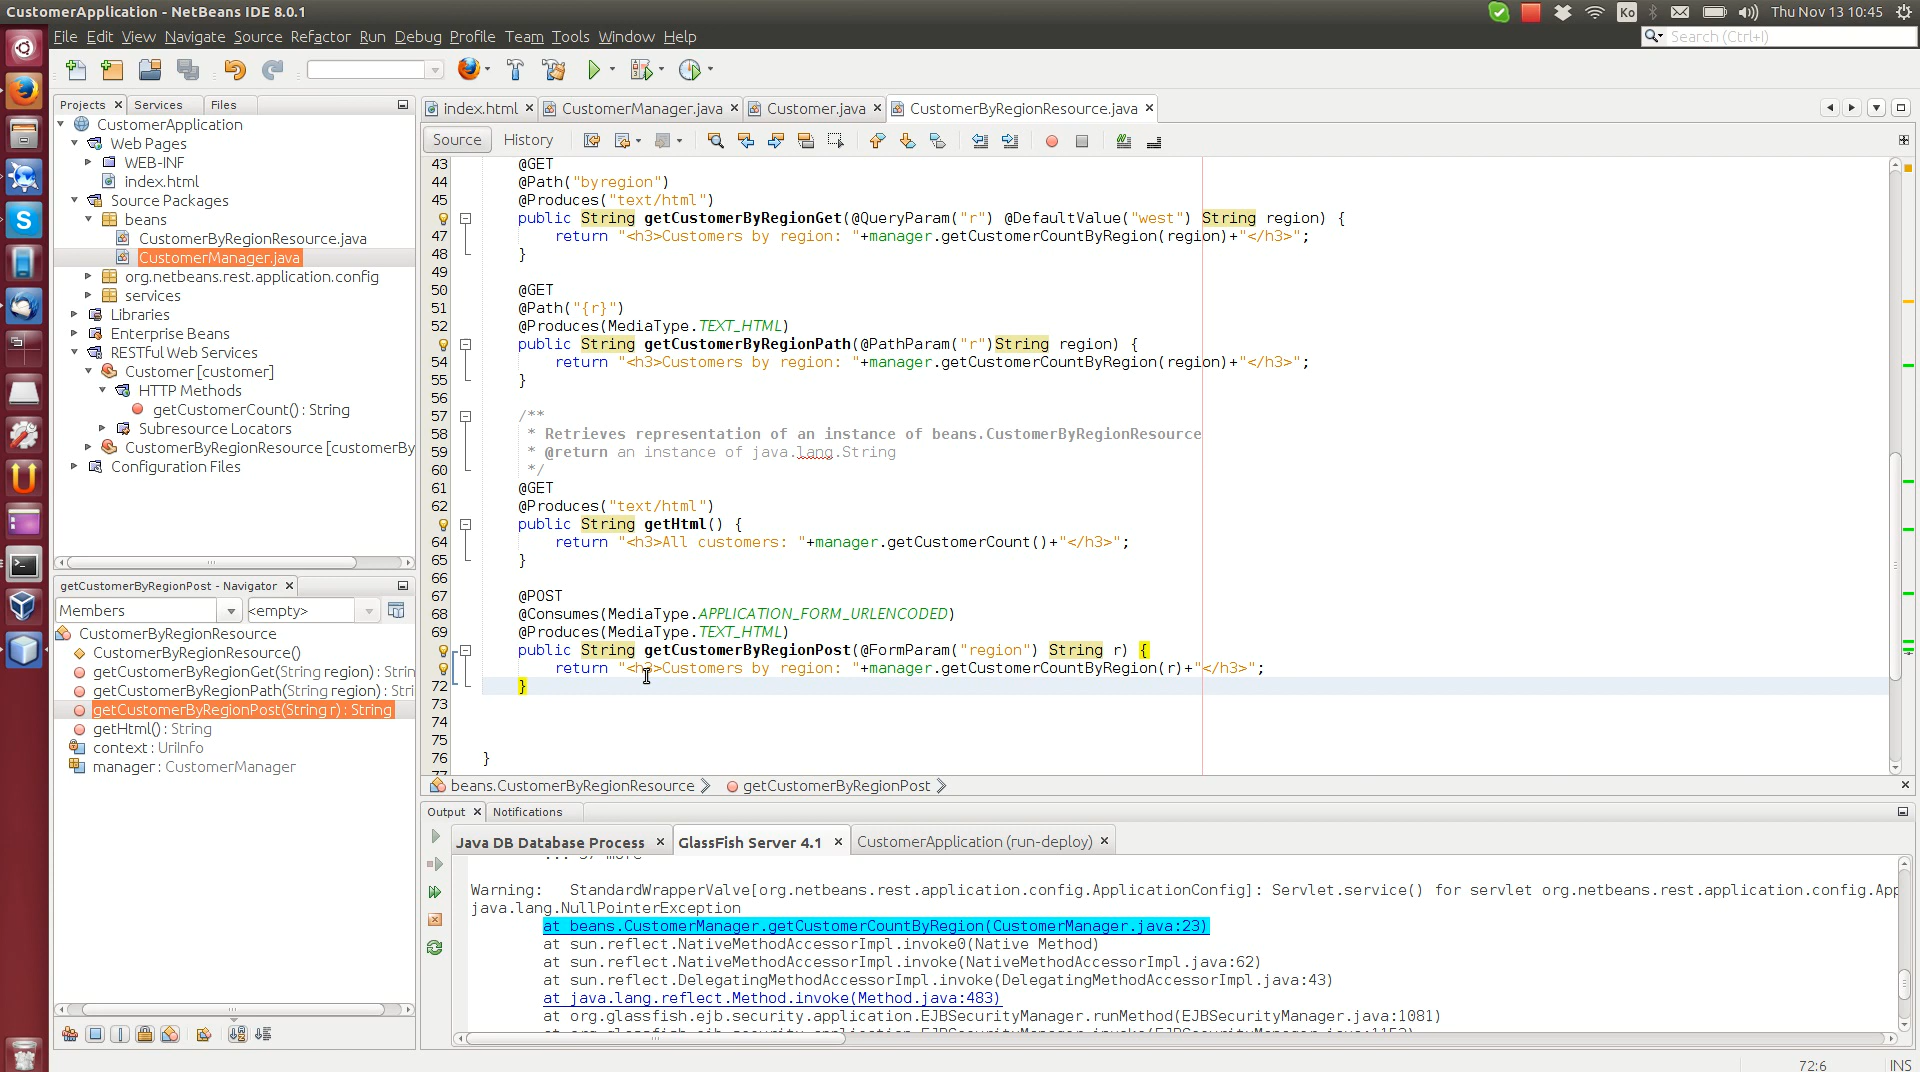 CustomerApplication - NetBeans IDE 8.0.1
Ko
Thu Nov 13 10:45
File Edit View Navigate Source Refactor Run Debug Profile Team Tools Window Help
Search (Ctrl+I)
Projects
Services
Files
index.html
CustomerManager.java
Customer.java
CustomerByRegionResource.java
Source
History
CustomerApplication
Web Pages
WEB-INF
index.html
Source Packages
beans
CustomerByRegionResource.java
CustomerManager.java
org.netbeans.rest.application.config
services
Libraries
Enterprise Beans
RESTful Web Services
Customer [customer]
HTTP Methods
getCustomerCount() : String
Subresource Locators
CustomerByRegionResource [customerBy
Configuration Files
getCustomerByRegionPost - Navigator
Members
<empty>
CustomerByRegionResource
CustomerByRegionResource()
getCustomerByRegionGet(String region) : Strin
getCustomerByRegionPath(String region) : Stri
getCustomerByRegionPost(String r) : String
getHtml() : String
context : UriInfo
manager : CustomerManager
43 @GET
44 @Path("byregion")
45 @Produces("text/html")
public String getCustomerByRegionGet(@QueryParam("r") @DefaultValue("west") String region) {
47 return "<h3>Customers by region: "+manager.getCustomerCountByRegion(region)+"</h3>";
48 }
49
50 @GET
51 @Path("{r}")
52 @Produces(MediaType.TEXT_HTML)
public String getCustomerByRegionPath(@PathParam("r")String region) {
54 return "<h3>Customers by region: "+manager.getCustomerCountByRegion(region)+"</h3>";
55 }
56
57 /**
58 * Retrieves representation of an instance of beans.CustomerByRegionResource
59 * @return an instance of java.lang.String
60 */
61 @GET
62 @Produces("text/html")
public String getHtml() {
64 return "<h3>All customers: "+manager.getCustomerCount()+"</h3>";
65 }
66
67 @POST
68 @Consumes(MediaType.APPLICATION_FORM_URLENCODED)
69 @Produces(MediaType.TEXT_HTML)
public String getCustomerByRegionPost(@FormParam("region") String r) {
return "<h3>Customers by region: "+manager.getCustomerCountByRegion(r)+"</h3>";
72 }
73
74
75
76 }
77
beans.CustomerByRegionResource
getCustomerByRegionPost
Output
Notifications
Java DB Database Process
GlassFish Server 4.1
CustomerApplication (run-deploy)
Warning: StandardWrapperValve[org.netbeans.rest.application.config.ApplicationConfig]: Servlet.service() for servlet org.netbeans.rest.application.config.App
java.lang.NullPointerException
at beans.CustomerManager.getCustomerCountByRegion(CustomerManager.java:23)
at sun.reflect.NativeMethodAccessorImpl.invoke0(Native Method)
at sun.reflect.NativeMethodAccessorImpl.invoke(NativeMethodAccessorImpl.java:62)
at sun.reflect.DelegatingMethodAccessorImpl.invoke(DelegatingMethodAccessorImpl.java:43)
at java.lang.reflect.Method.invoke(Method.java:483)
at org.glassfish.ejb.security.application.EJBSecurityManager.runMethod(EJBSecurityManager.java:1081)
72:6
INS